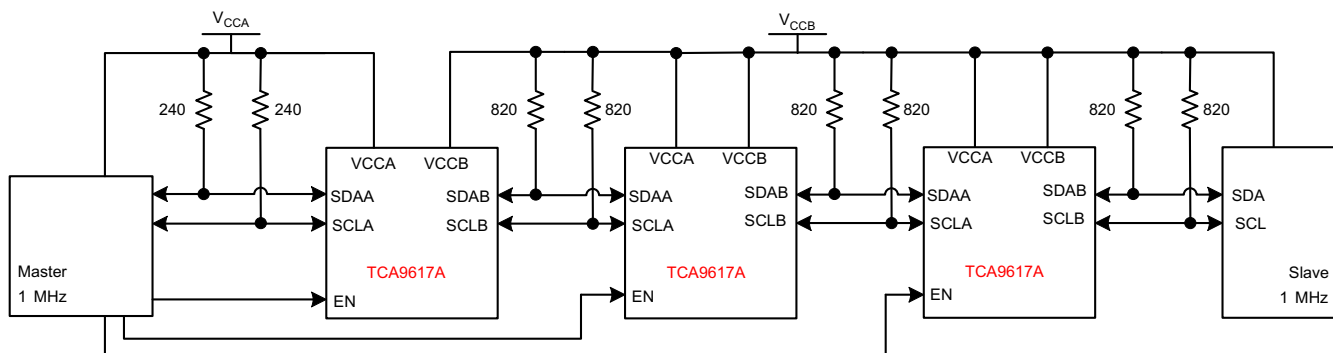 VCCA
VCCB
240
240
820
820
820
820
820
820
VCCA VCCB
VCCA VCCB
VCCA VCCB
SDAA
SDAB
SDAA
SDAB
SDAA
SDAB
SDA
SCLA
SCLB
SCLA
SCLB
SCLA
SCLB
SCL
Master
1 MHz
TCA9617A
TCA9617A
TCA9617A
Slave
1 MHz
EN
EN
EN